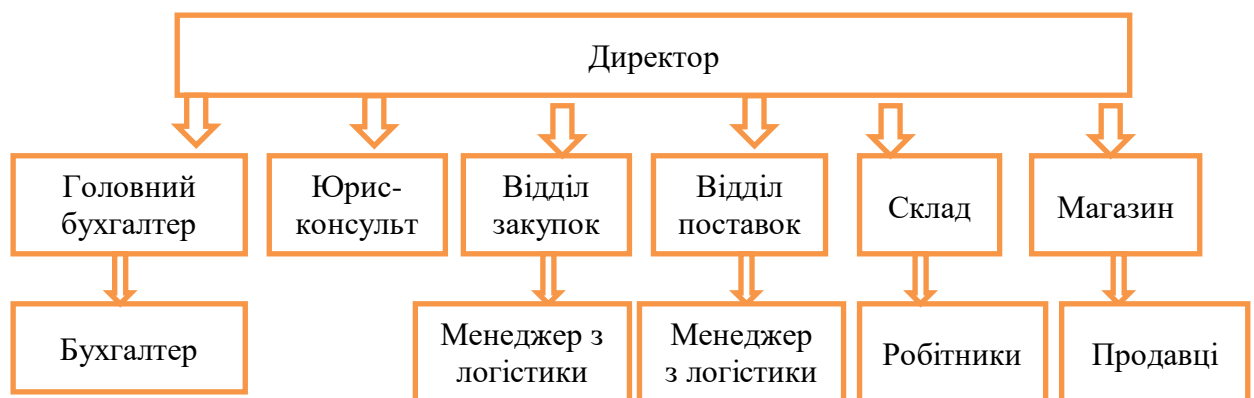 Директор
Головний
бухгалтер
Юрис-
консульт
Відділ
закупок
Відділ
поставок
Склад
Магазин
Бухгалтер
Менеджер з
логістики
Менеджер
з логістики
Робітники
Продавці